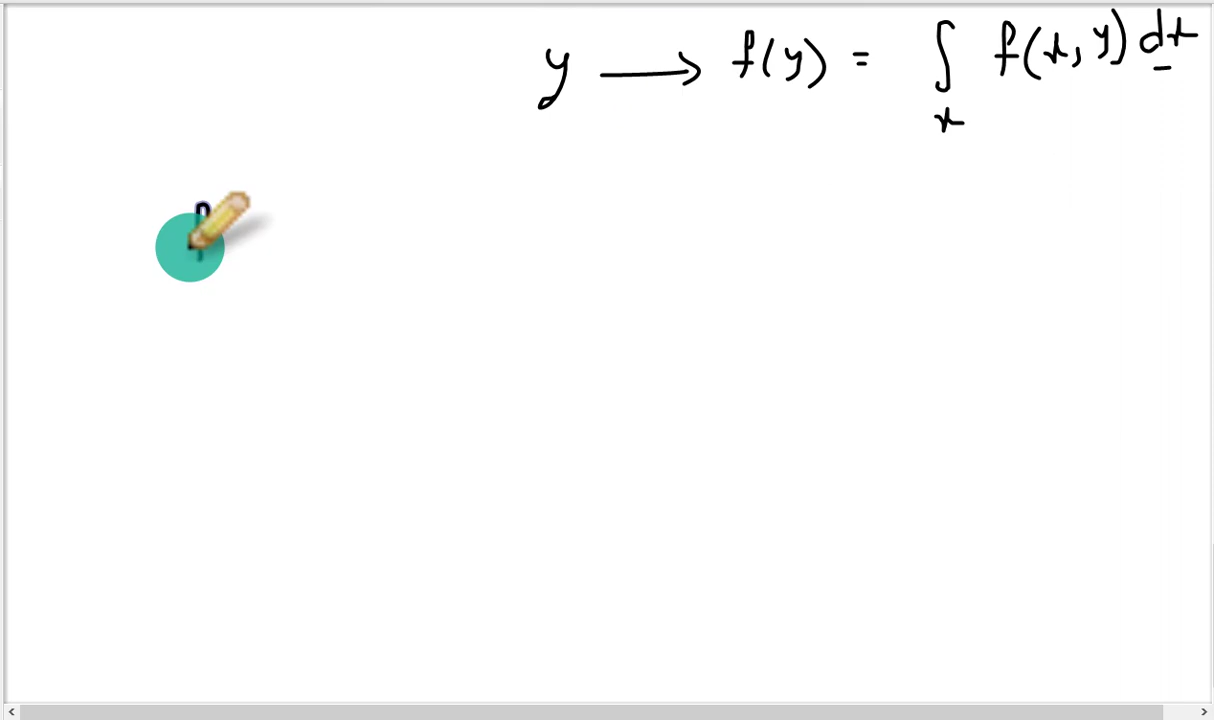 y ⟶ f(y) = ∫ₓ f(x, y) dx